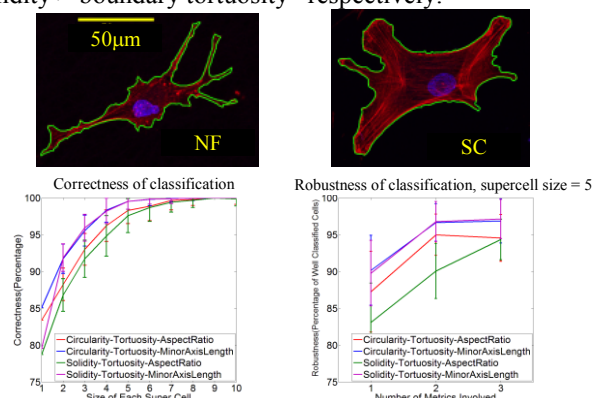 idity boundary tortuosity respectively.
50µm
NF
SC
Correctness of classification
Robustness of classification, supercell size = 5
Correctness(Percentage)
100
95
90
85
80
75
Circularity-Tortuosity-AspectRatio
Circularity-Tortuosity-MinorAxisLength
Solidity-Tortuosity-AspectRatio
Solidity-Tortuosity-MinorAxisLength
1 2 3 4 5 6 7 8 9 10
Size of Each Super Cell
Robustness(Percentage of Well Classified Cells)
100
95
90
85
80
75
Circularity-Tortuosity-AspectRatio
Circularity-Tortuosity-MinorAxisLength
Solidity-Tortuosity-AspectRatio
Solidity-Tortuosity-MinorAxisLength
1 2 3
Number of Metrics Involved